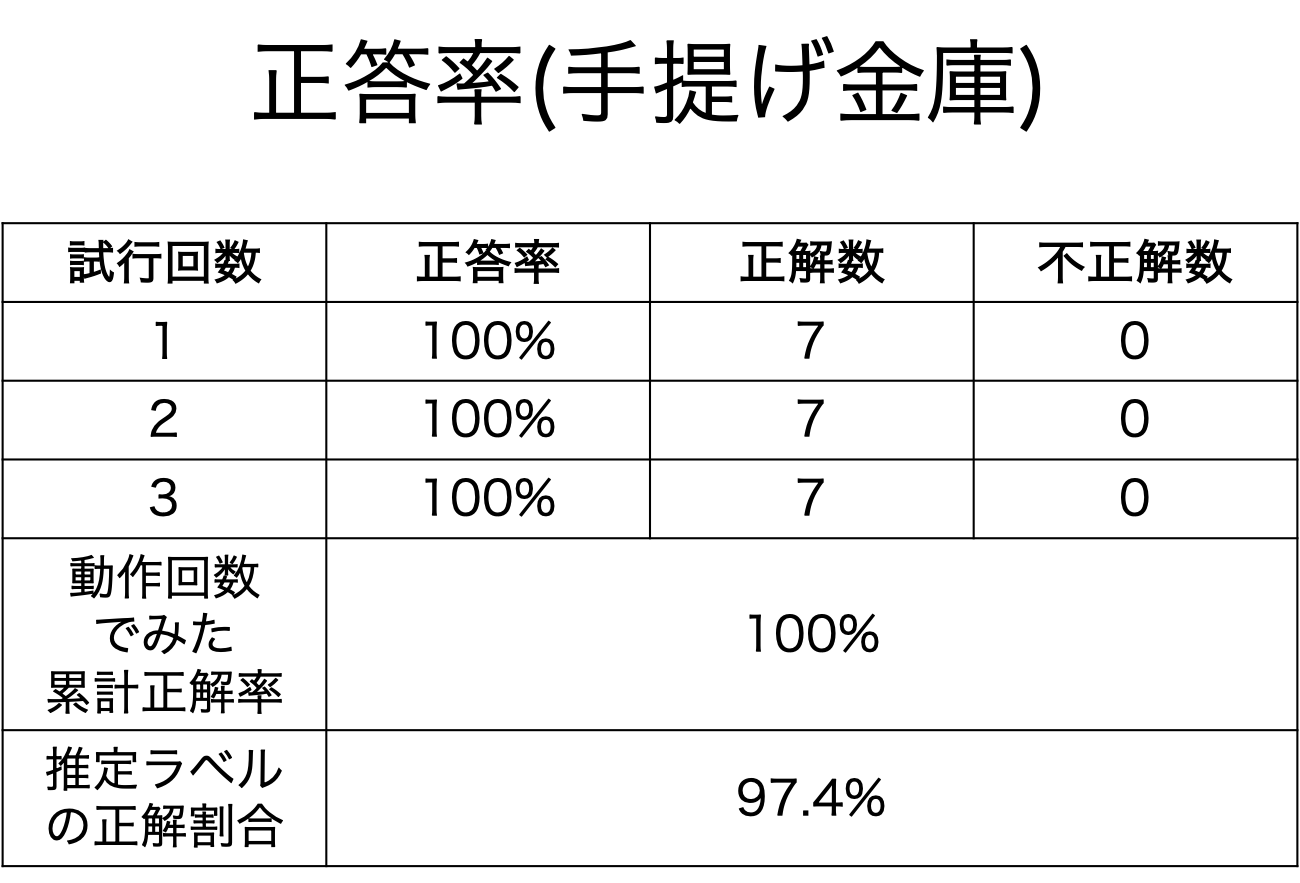 正答率(手提げ金庫)
試行回数 正答率 正解数 不正解数
1 100% 7 0
2 100% 7 0
3 100% 7 0
動作回数
でみた
累計正解率
100%
推定ラベル
の正解割合
97.4%